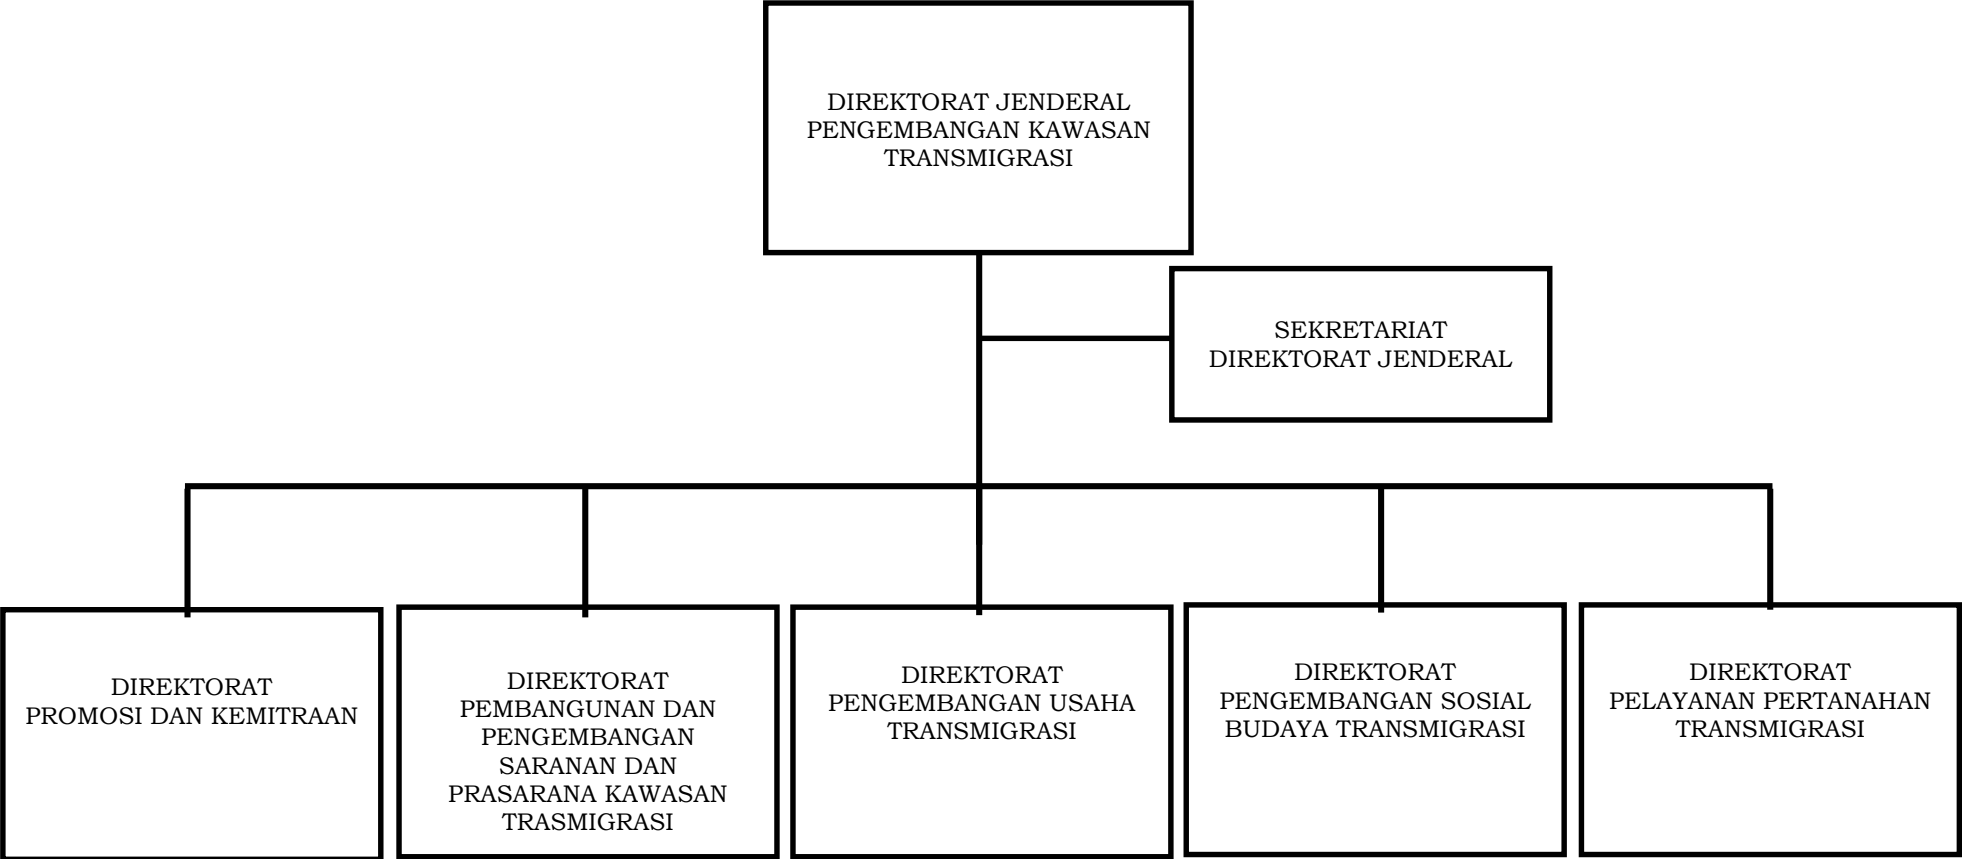 DIREKTORAT JENDERAL
PENGEMBANGAN KAWASAN
TRANSMIGRASI
SEKRETARIAT
DIREKTORAT JENDERAL
DIREKTORAT
PROMOSI DAN KEMITRAAN
DIREKTORAT
PEMBANGUNAN DAN
PENGEMBANGAN
SARANAN DAN
PRASARANA KAWASAN
TRASMIGRASI
DIREKTORAT
PENGEMBANGAN USAHA
TRANSMIGRASI
DIREKTORAT
PENGEMBANGAN SOSIAL
BUDAYA TRANSMIGRASI
DIREKTORAT
PELAYANAN PERTANAHAN
TRANSMIGRASI